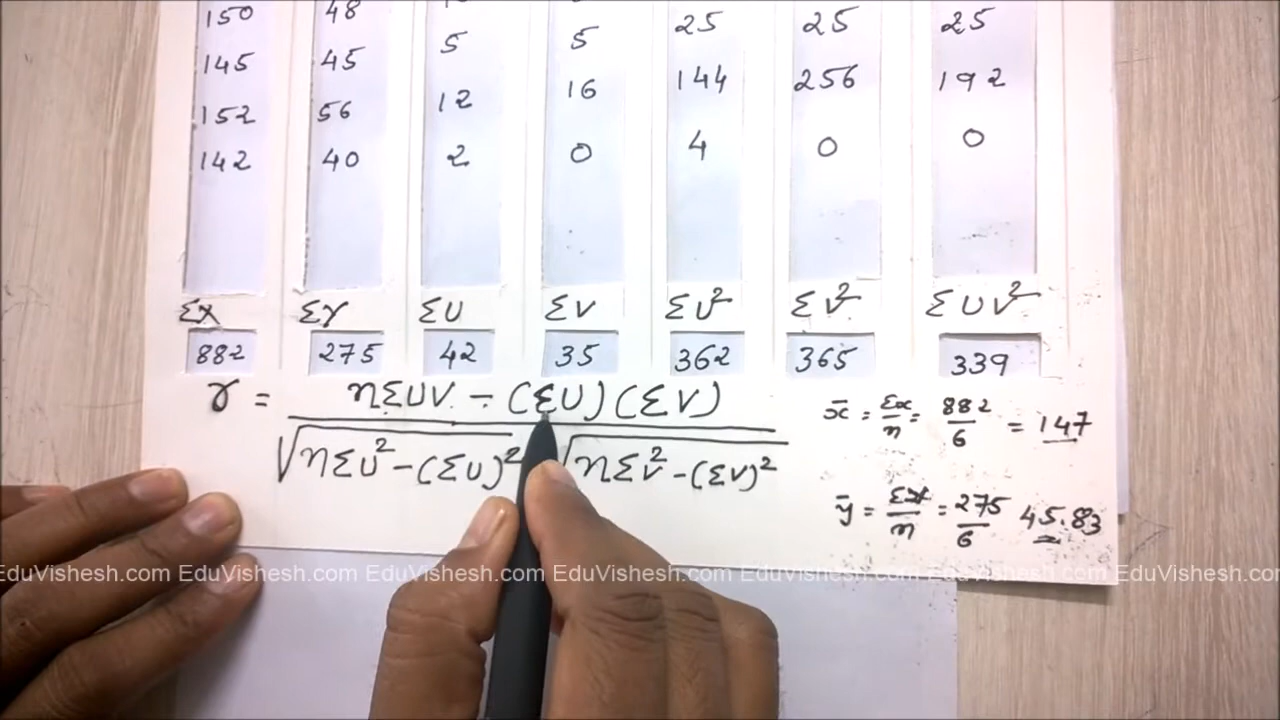 150 48 25 25 25
145 45 5 5 144 256 192
152 56 12 16 4 0 0
142 40 2 0
Σx Σy ΣU ΣV ΣU² ΣV² ΣUV²
882 275 42 35 362 365 339
r = nΣUV - (ΣU)(ΣV)
√nΣU² - (ΣU)² √nΣV² - (ΣV)²
x̄ = Σx/n = 882/6 = 147
ȳ = /n = 275/6 45.83
EduVishesh.com EduVishesh.com EduVishesh.com EduVishesh.com EduVishesh.com EduVishesh.com EduVishesh.com